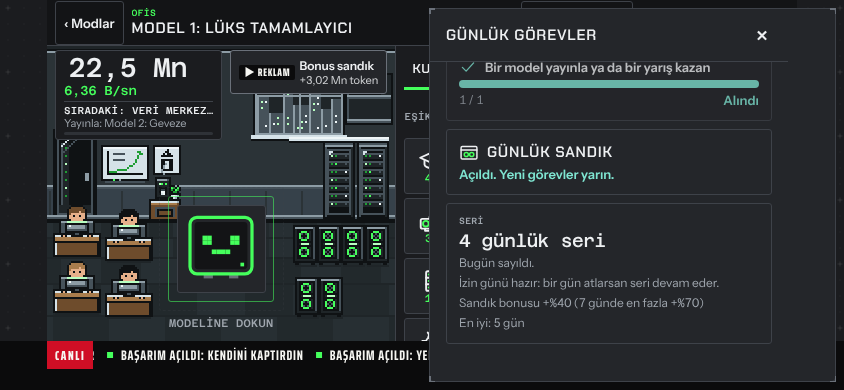 ‹ Modlar
OFİS
MODEL 1: LÜKS TAMAMLAYICI
22,5 Mn
6,36 B/sn
ŞIRADAKİ: VERİ MERKEZ…
Yayınla: Model 2: Geveze
REKLAM
Bonus sandık
+3,02 Mn token
KU
EŞİK
MODELİNE DOKUN
CANLI
BAŞARIM AÇILDI: KENDİNİ KAPTIRDIN
BAŞARIM AÇILDI: YE
GÜNLÜK GÖREVLER
×
Bir model yayınla ya da bir yarış kazan
1 / 1
Alındı
GÜNLÜK SANDIK
Açıldı. Yeni görevler yarın.
SERİ
4 günlük seri
Bugün sayıldı.
İzin günü hazır: bir gün atlarsan seri devam eder.
Sandık bonusu +%40 (7 günde en fazla +%70)
En iyi: 5 gün